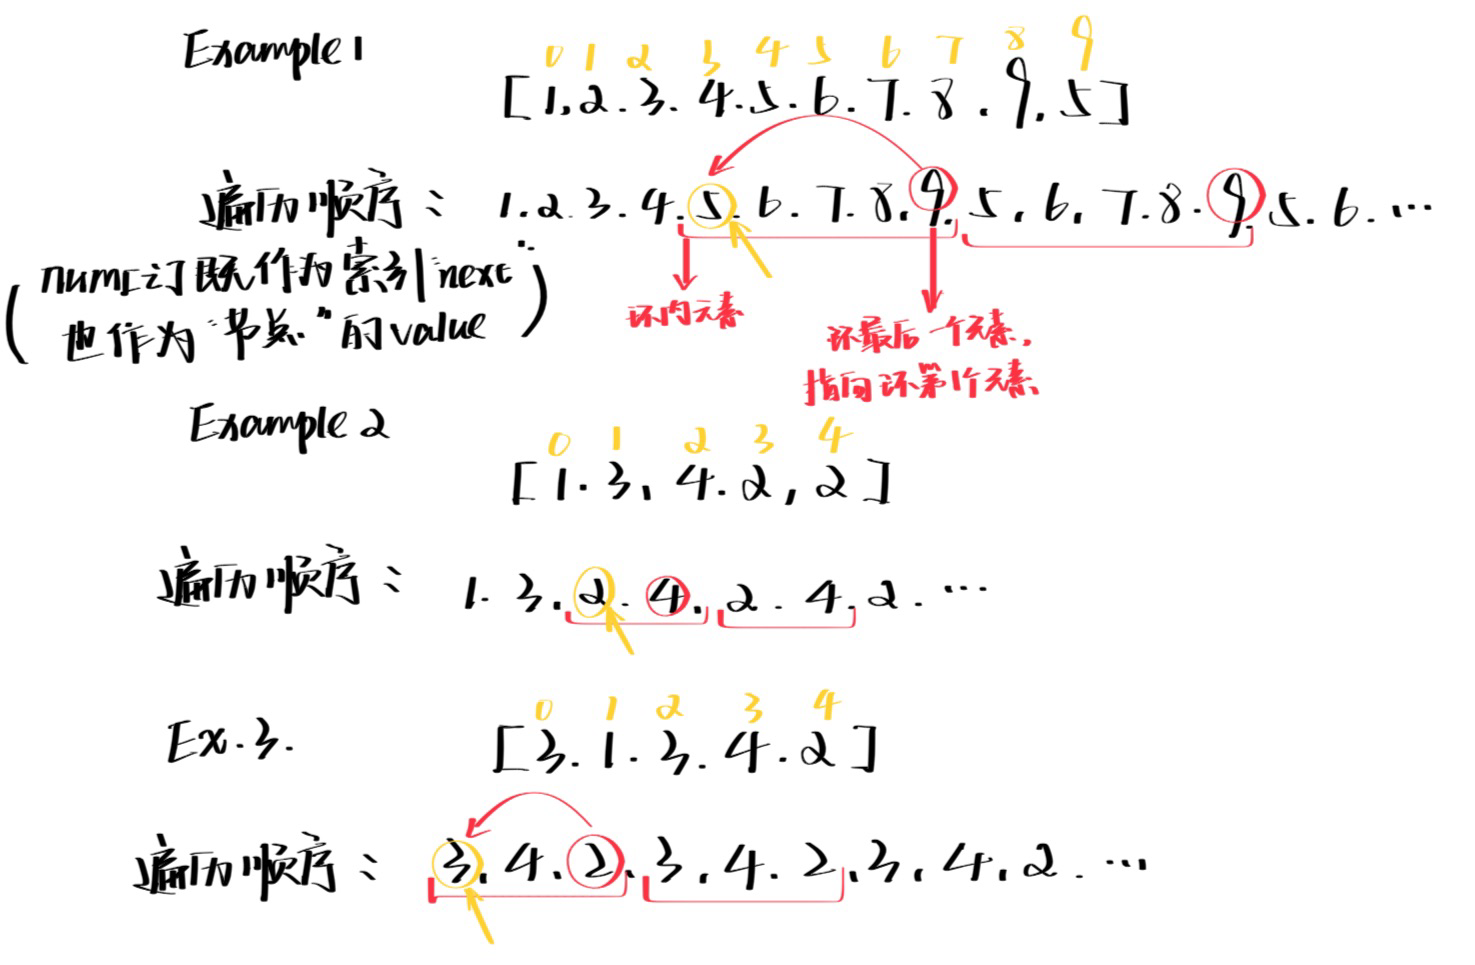 Example 1
0 1 2 3 4 5 6 7 8 9
[1,2.3.4.5.6.7.8.9,5]
遍历顺序: 1.2.3.4.5.6.7.8.9.5,6,7.8.9.5.6.…
(nums[i]既作为索引"next"
也作为"节点"的value)
环内元素
环最后一个元素,
指向环第1个元素
Example 2
0 1 2 3 4
[1.3,4.2,2]
遍历顺序: 1.3.2.4.2.4.2.…
Ex.3.
0 1 2 3 4
[3.1.3.4.2]
遍历顺序: 3.4.2.3.4.2.3,4,2.…